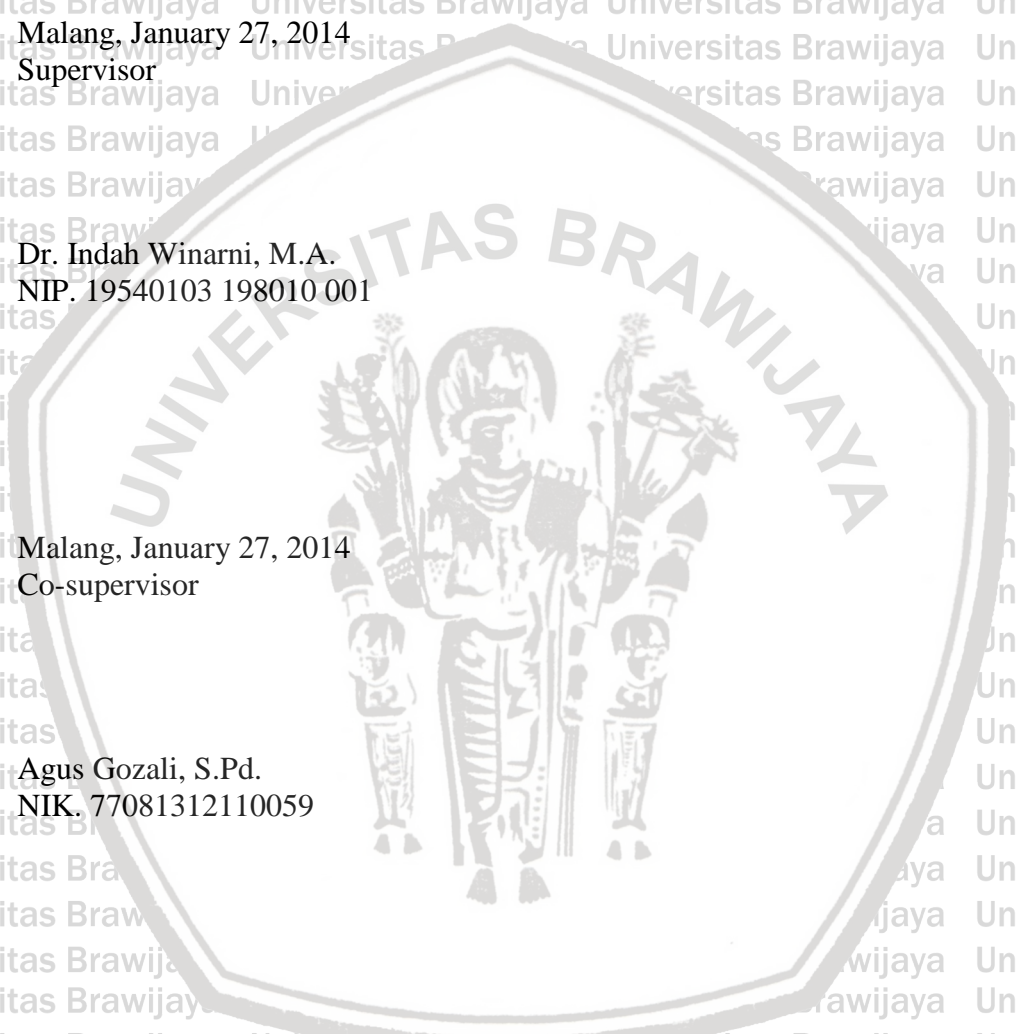 Malang, January 27, 2014
Supervisor
Dr. Indah Winarni, M.A.
NIP. 19540103 198010 001
UNIVERSITAS BRAWIJAYA
Malang, January 27, 2014
Co-supervisor
Agus Gozali, S.Pd.
NIK. 77081312110059